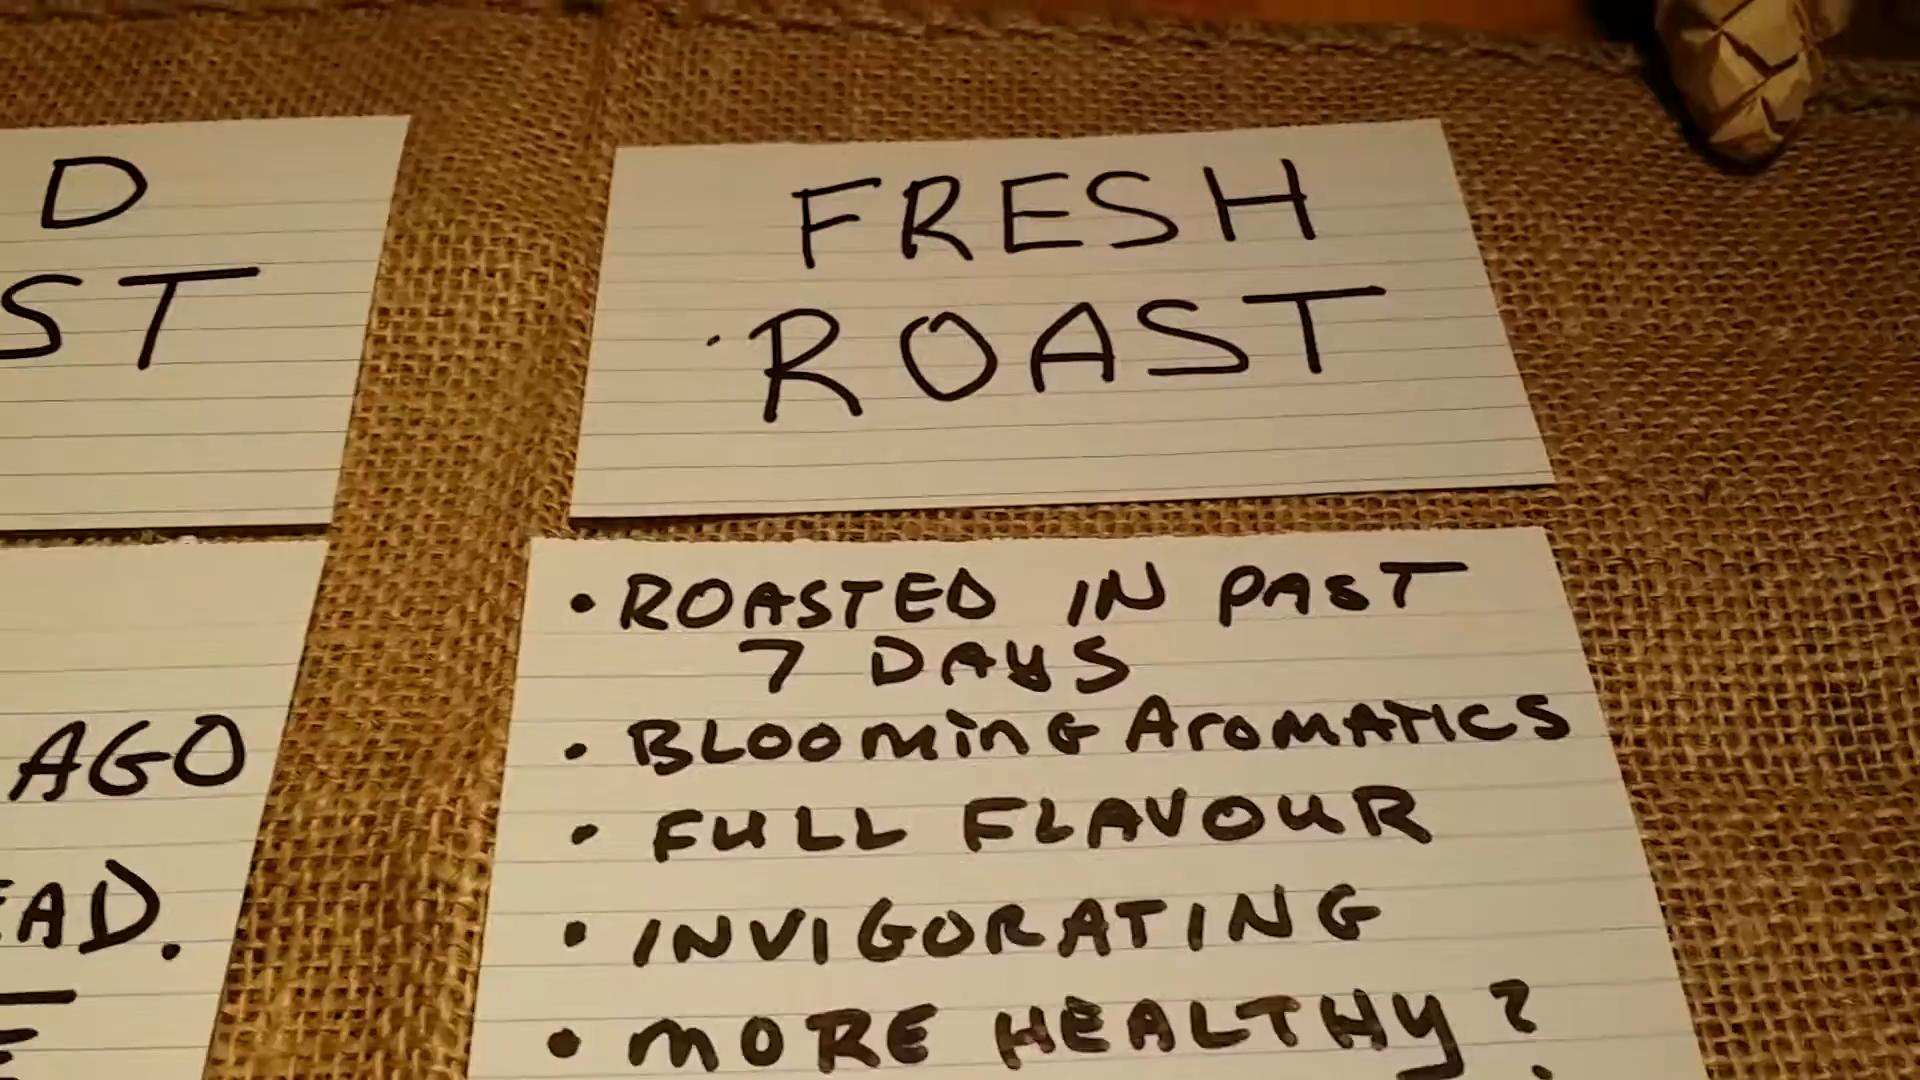 D
ST
AGO
EAD.
FRESH
ROAST
• ROASTED IN PAST
7 DAYS
• BLOOMinG AroMATICS
• FULL FLAVOUR
• INVIGORATING
• MORE HEALTHY?